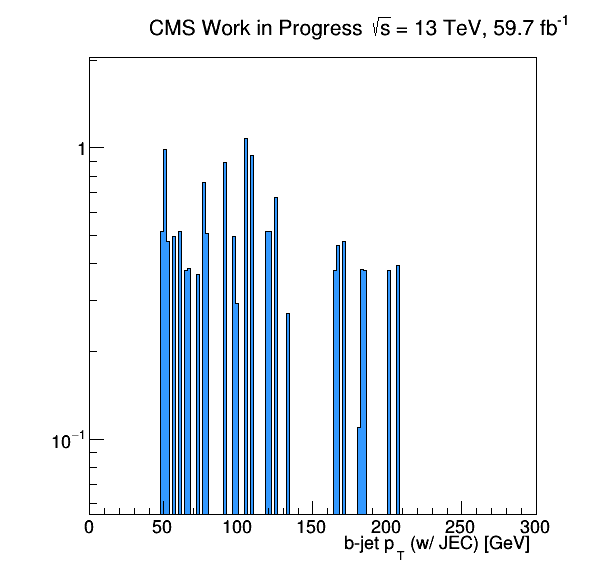 CMS Work in Progress √s = 13 TeV, 59.7 fb⁻¹
1
10⁻¹
0 50 100 150 200 250 300
b-jet p_T (w/ JEC) [GeV]